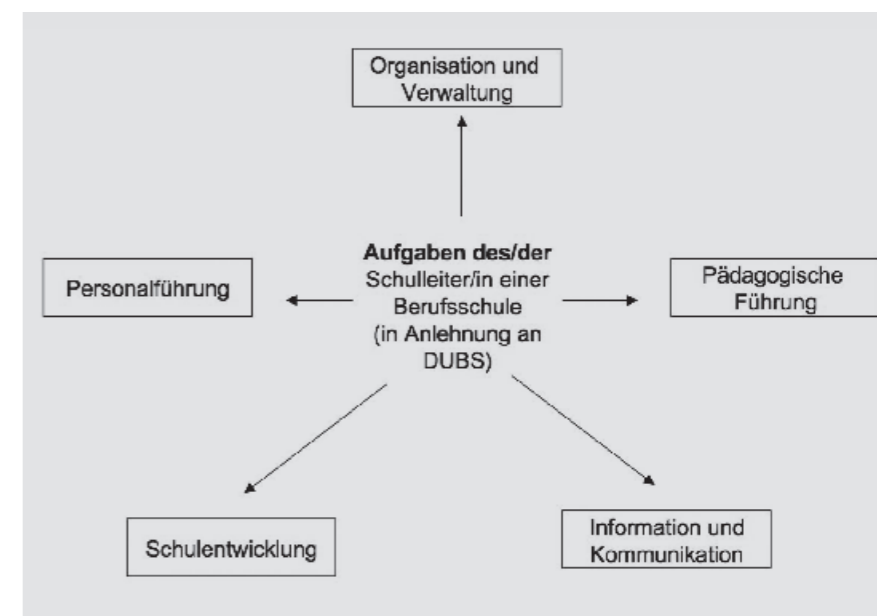 Organisation und
Verwaltung
Personalführung
Aufgaben des/der
Schulleiter/in einer
Berufsschule
(in Anlehnung an
DUBS)
Pädagogische
Führung
Schulentwicklung
Information und
Kommunikation